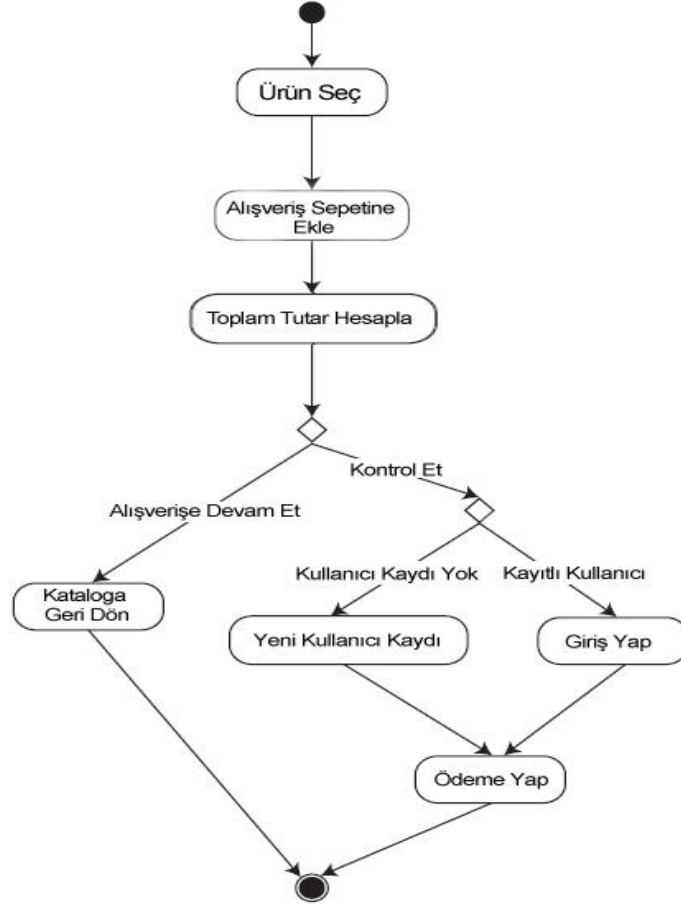 Ürün Seç
Alışveriş Sepetine
Ekle
Toplam Tutar Hesapla
Kontrol Et
Alışverişe Devam Et
Kullanıcı Kaydı Yok
Kayıtlı Kullanıcı
Kataloga
Geri Dön
Yeni Kullanıcı Kaydı
Giriş Yap
Ödeme Yap